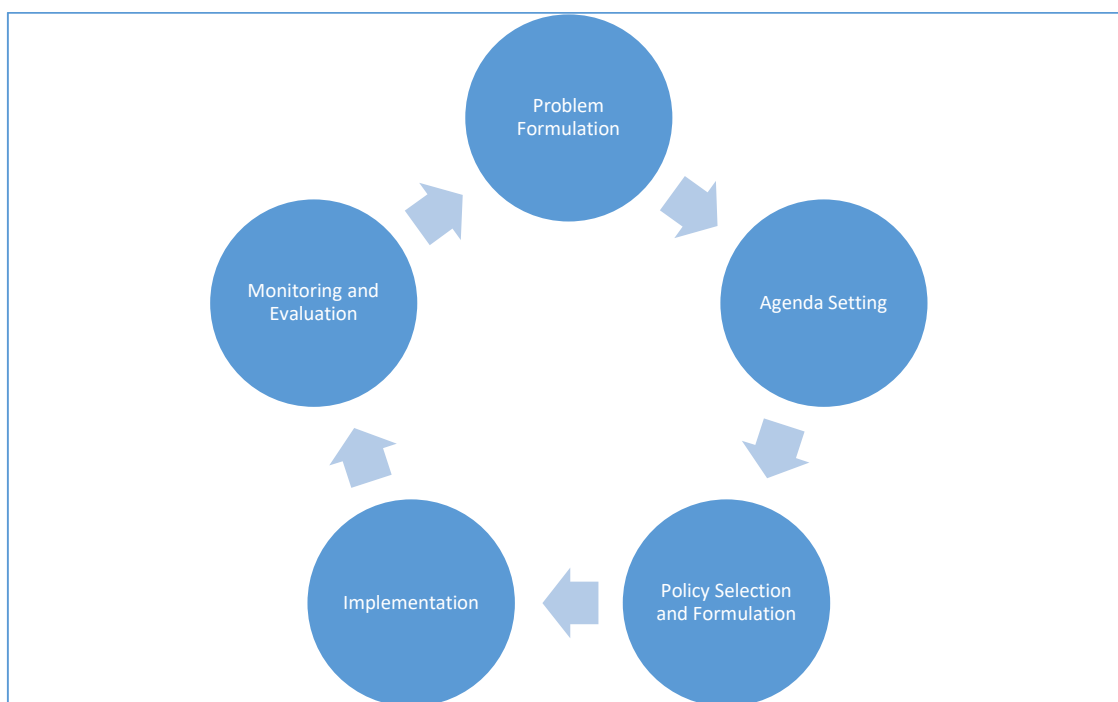 Problem
Formulation
Agenda Setting
Policy Selection
and Formulation
Implementation
Monitoring and
Evaluation